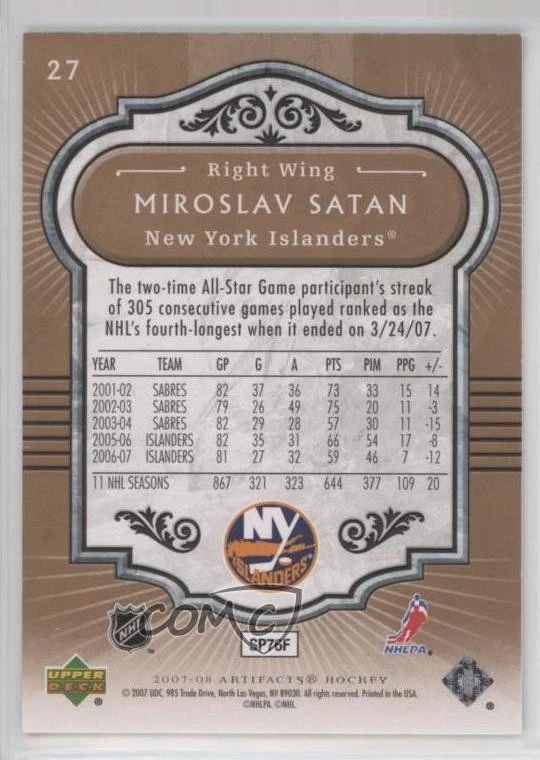 27
Right Wing
MIROSLAV SATAN
New York Islanders®
The two-time All-Star Game participant's streak
of 305 consecutive games played ranked as the
NHL's fourth-longest when it ended on 3/24/07.
YEAR TEAM GP G A PTS PIM PPG +/-
2001-02 SABRES 82 37 36 73 33 15 14
2002-03 SABRES 79 26 49 75 20 11 -3
2003-04 SABRES 82 29 28 57 30 11 -15
2005-06 ISLANDERS 82 35 31 66 54 17 -8
2006-07 ISLANDERS 81 27 32 59 46 7 -12
11 NHL SEASONS 867 321 323 644 377 109 20
NY
ISLANDERS
NHL
COMC
GP76F
NHLPA
UPPER
DECK
2007-08 ARTIFACTS® HOCKEY
© 2007 UDC. 985 Trade Drive, North Las Vegas, NV 89030. All rights reserved. Printed in the USA.
©NHLPA. ©NHL.